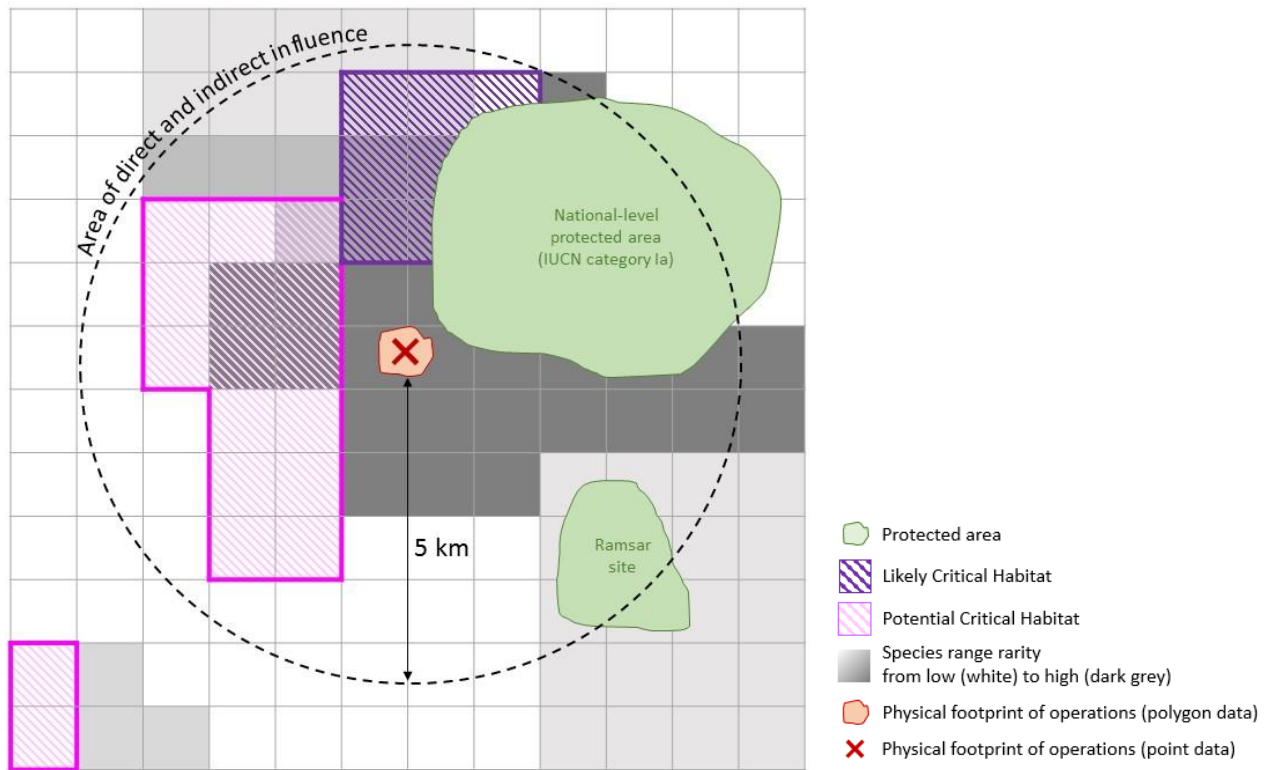 Area of direct and indirect influence
National-level
protected area
(IUCN category Ia)
5 km
Ramsar
site
Protected area
Likely Critical Habitat
Potential Critical Habitat
Species range rarity
from low (white) to high (dark grey)
Physical footprint of operations (polygon data)
Physical footprint of operations (point data)